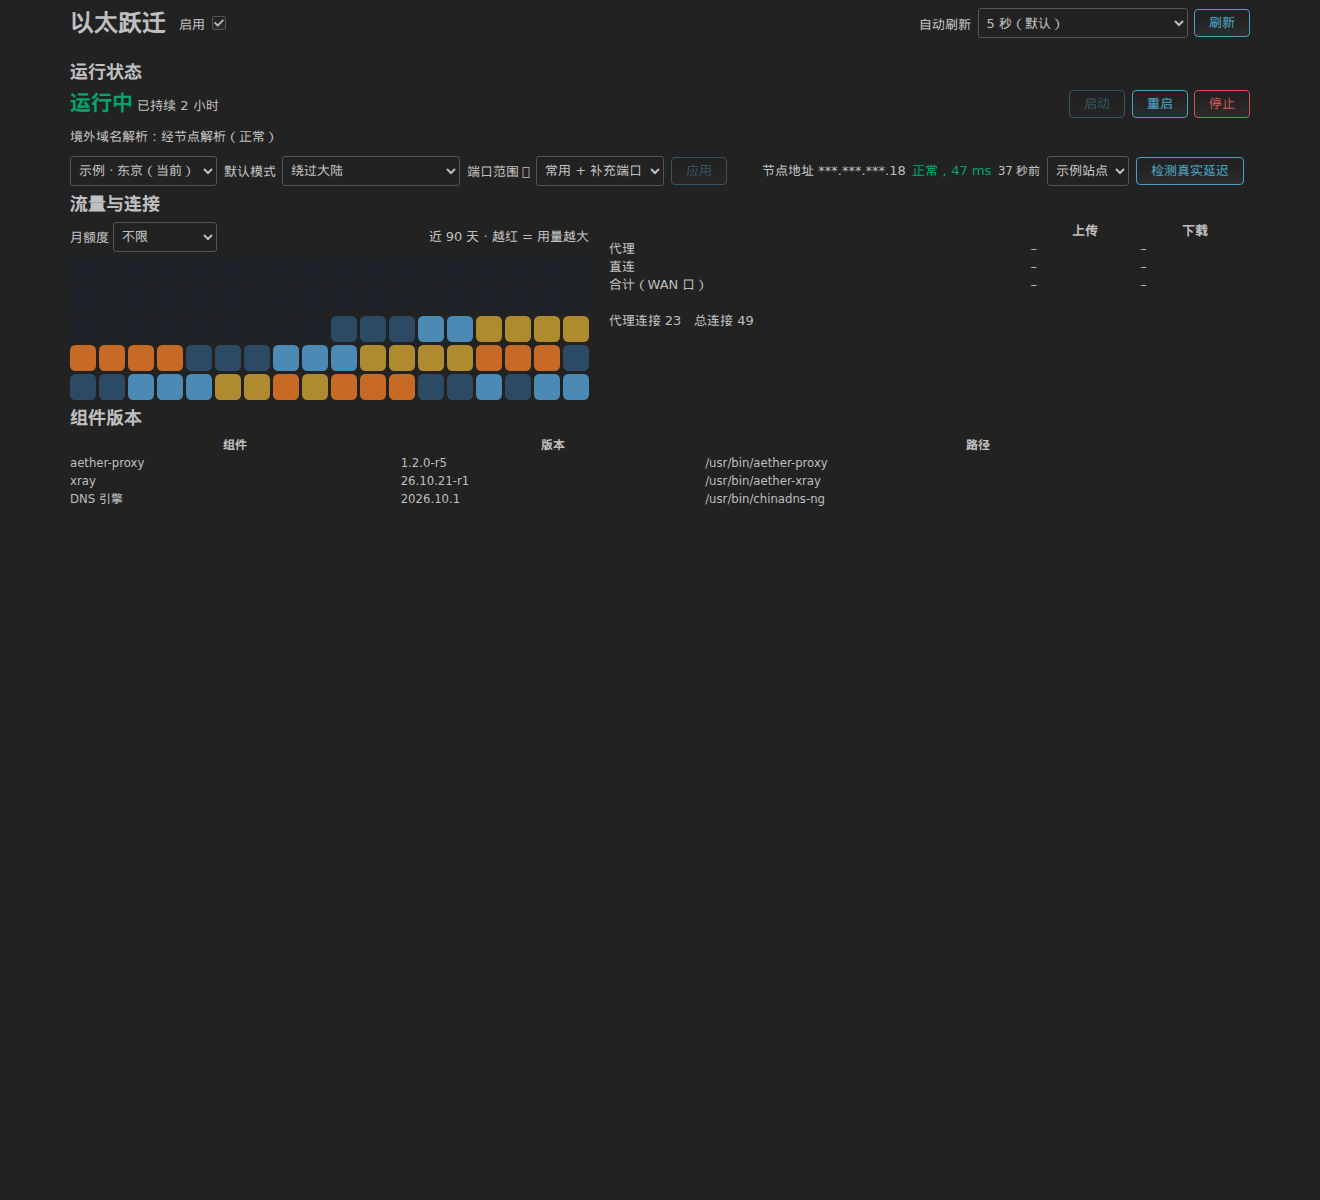 以太跃迁 启用 自动刷新 5 秒（默认） 刷新
运行状态
运行中 已持续 2 小时 启动 重启 停止
境外域名解析：经节点解析（正常）
示例 · 东京（当前） 默认模式 绕过大陆 端口范围 常用 + 补充端口 应用 节点地址 ***.***.***.18 正常，47 ms 37 秒前 示例站点 检测真实延迟
流量与连接
月额度 不限 近 90 天 · 越红 = 用量越大
上传 下载
代理 – –
直连 – –
合计（WAN 口） – –
代理连接 23 总连接 49
组件版本
组件 版本 路径
aether-proxy 1.2.0-r5 /usr/bin/aether-proxy
xray 26.10.21-r1 /usr/bin/aether-xray
DNS 引擎 2026.10.1 /usr/bin/chinadns-ng